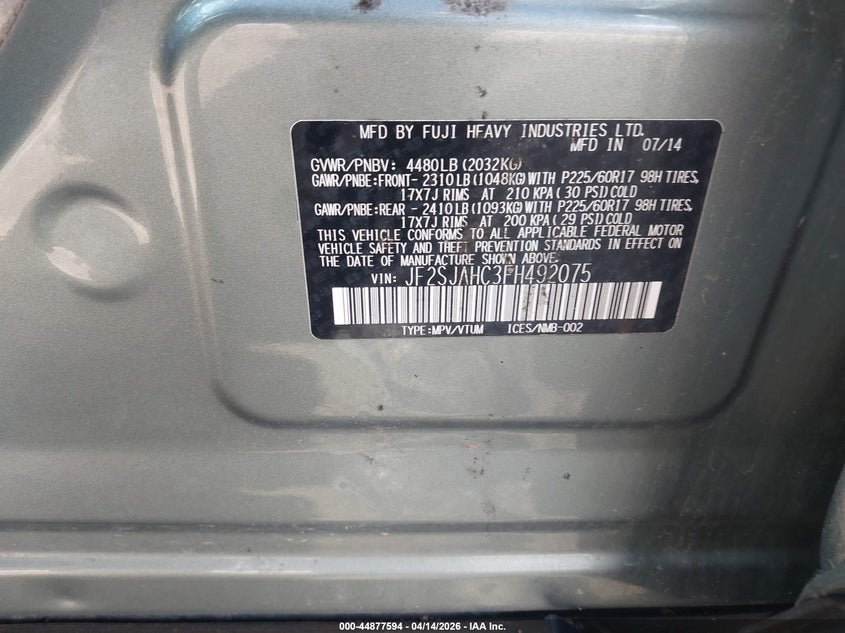 MFD BY FUJI HEAVY INDUSTRIES LTD.
MFD IN 07/14
GVWR/PNBV: 4480LB (2032KG)
GAWR/PNBE:FRONT- 2310LB (1048KG) WITH P225/60R17 98H TIRES,
17X7J RIMS AT 210 KPA (30 PSI) COLD
GAWR/PNBE:REAR - 2410LB (1093KG) WITH P225/60R17 98H TIRES,
17X7J RIMS AT 200 KPA (29 PSI) COLD
THIS VEHICLE CONFORMS TO ALL APPLICABLE FEDERAL MOTOR
VEHICLE SAFETY AND THEFT PREVENTION STANDARDS IN EFFECT ON
THE DATE OF MANUFACTURE SHOWN ABOVE.
VIN: JF2SJAHC3FH492075
TYPE:MPV/VTUM ICES/NMB-002
000-44877594 - 04/14/2026 - IAA Inc.